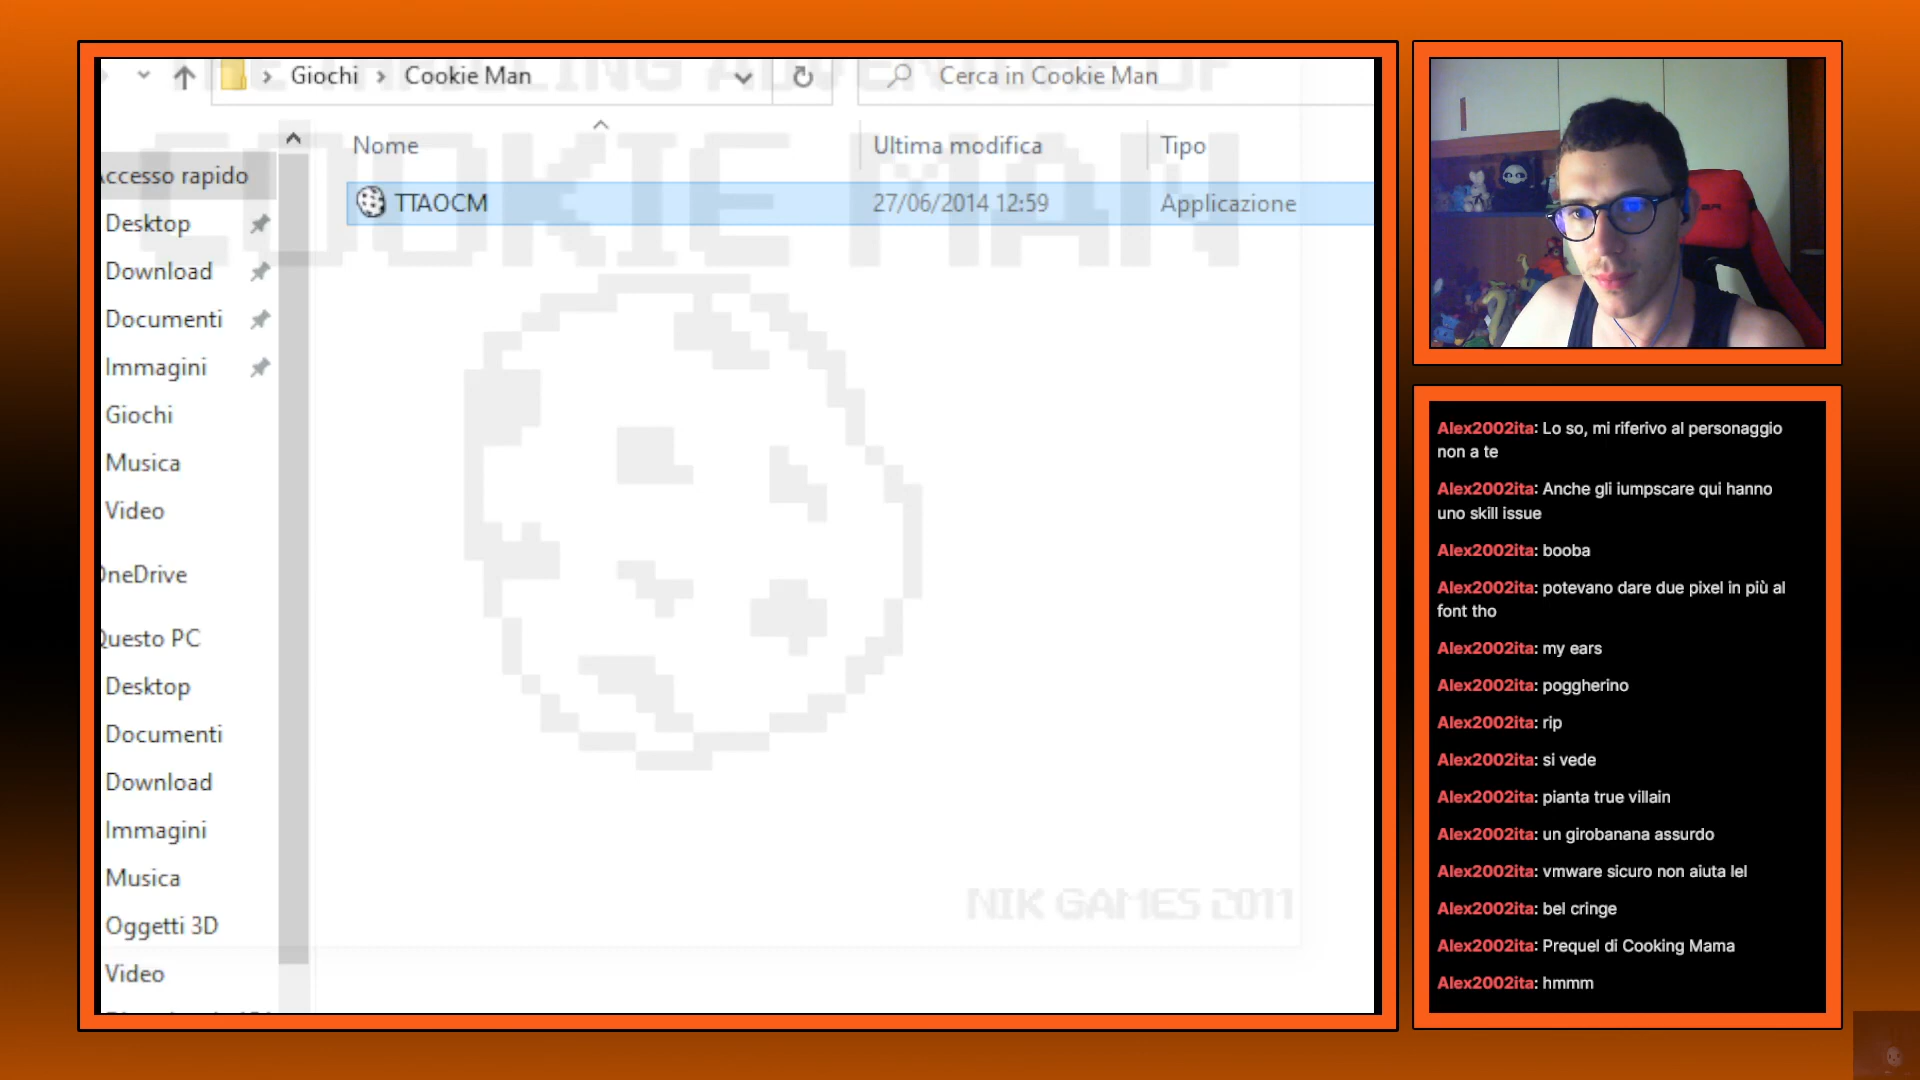 Giochi > Cookie Man
Cerca in Cookie Man
COOKIE MAN
Nome
Ultima modifica
Tipo
TTAOCM
27/06/2014 12:59
Applicazione
Accesso rapido
Desktop
Download
Documenti
Immagini
Giochi
Musica
Video
OneDrive
Questo PC
Desktop
Documenti
Download
Immagini
Musica
Oggetti 3D
Video
NIK GAMES 2011
Alex2002ita: Lo so, mi riferivo al personaggio
non a te
Alex2002ita: Anche gli iumpscare qui hanno
uno skill issue
Alex2002ita: booba
Alex2002ita: potevano dare due pixel in più al
font tho
Alex2002ita: my ears
Alex2002ita: poggherino
Alex2002ita: rip
Alex2002ita: si vede
Alex2002ita: pianta true villain
Alex2002ita: un girobanana assurdo
Alex2002ita: vmware sicuro non aiuta lel
Alex2002ita: bel cringe
Alex2002ita: Prequel di Cooking Mama
Alex2002ita: hmmm